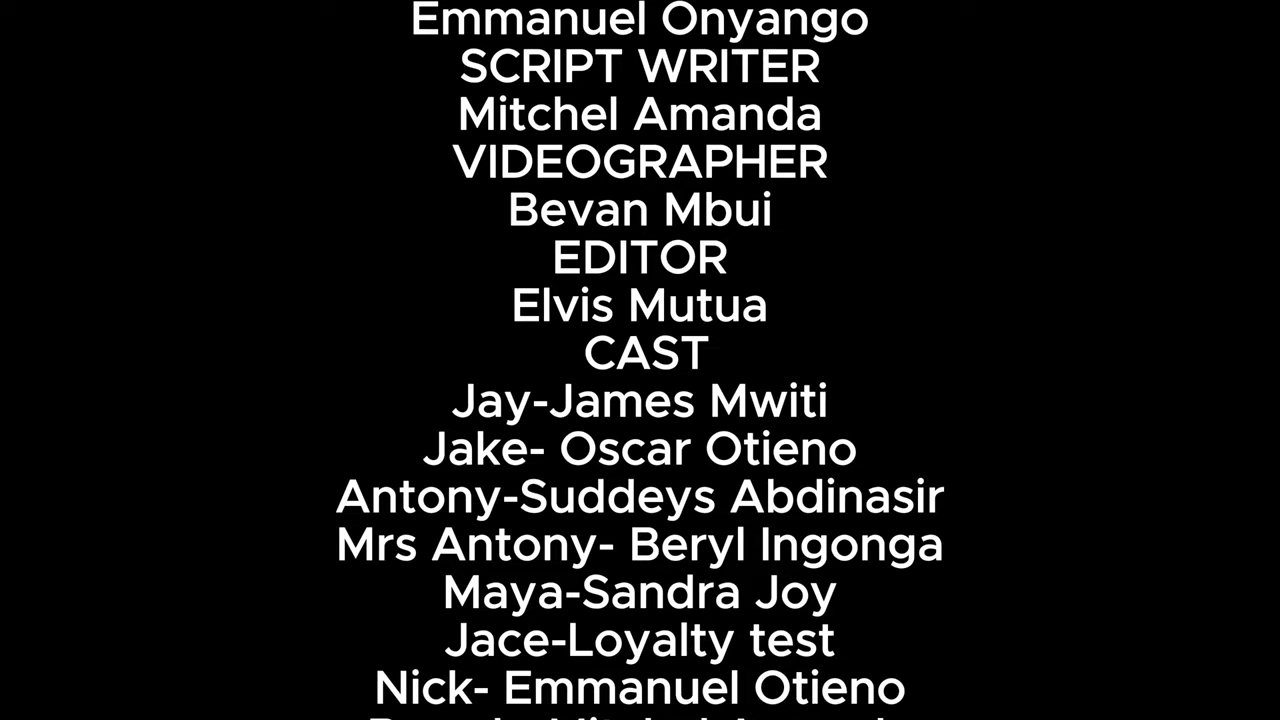 Emmanuel Onyango
SCRIPT WRITER
Mitchel Amanda
VIDEOGRAPHER
Bevan Mbui
EDITOR
Elvis Mutua
CAST
Jay-James Mwiti
Jake- Oscar Otieno
Antony-Suddeys Abdinasir
Mrs Antony- Beryl Ingonga
Maya-Sandra Joy
Jace-Loyalty test
Nick- Emmanuel Otieno